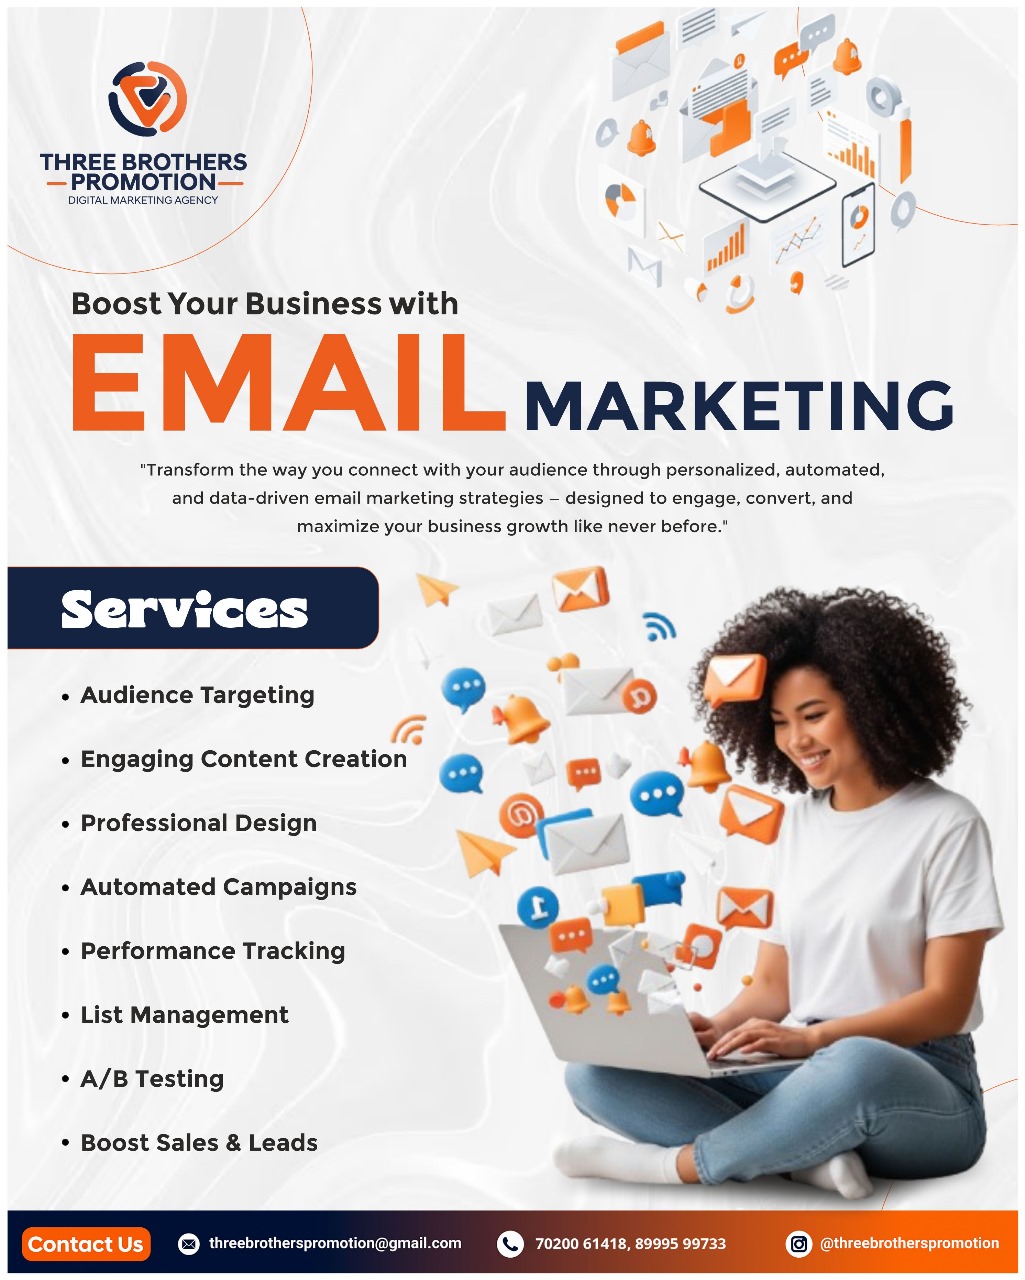 THREE BROTHERS
PROMOTION
DIGITAL MARKETING AGENCY
Boost Your Business with
EMAIL MARKETING
"Transform the way you connect with your audience through personalized, automated,
and data-driven email marketing strategies – designed to engage, convert, and
maximize your business growth like never before."
Services
• Audience Targeting
• Engaging Content Creation
• Professional Design
• Automated Campaigns
• Performance Tracking
• List Management
• A/B Testing
• Boost Sales & Leads
Contact Us threebrotherspromotion@gmail.com 70200 61418, 89995 99733 @threebrotherspromotion